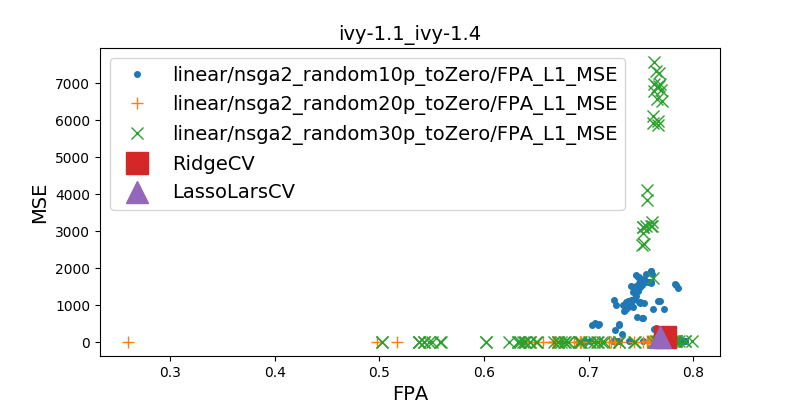 ivy-1.1_ivy-1.4
linear/nsga2_random10p_toZero/FPA_L1_MSE
linear/nsga2_random20p_toZero/FPA_L1_MSE
linear/nsga2_random30p_toZero/FPA_L1_MSE
RidgeCV
LassoLarsCV
MSE
7000
6000
5000
4000
3000
2000
1000
0
0.3 0.4 0.5 0.6 0.7 0.8
FPA